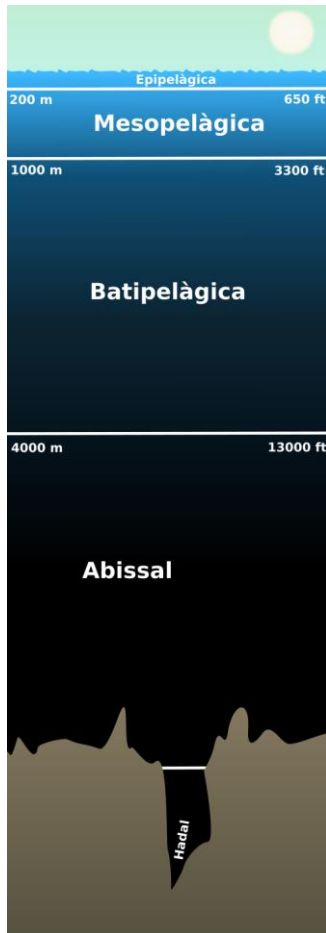 Epipelàgica
200 m 650 ft
Mesopelàgica
1000 m 3300 ft
Batipelàgica
4000 m 13000 ft
Abissal
Hadal